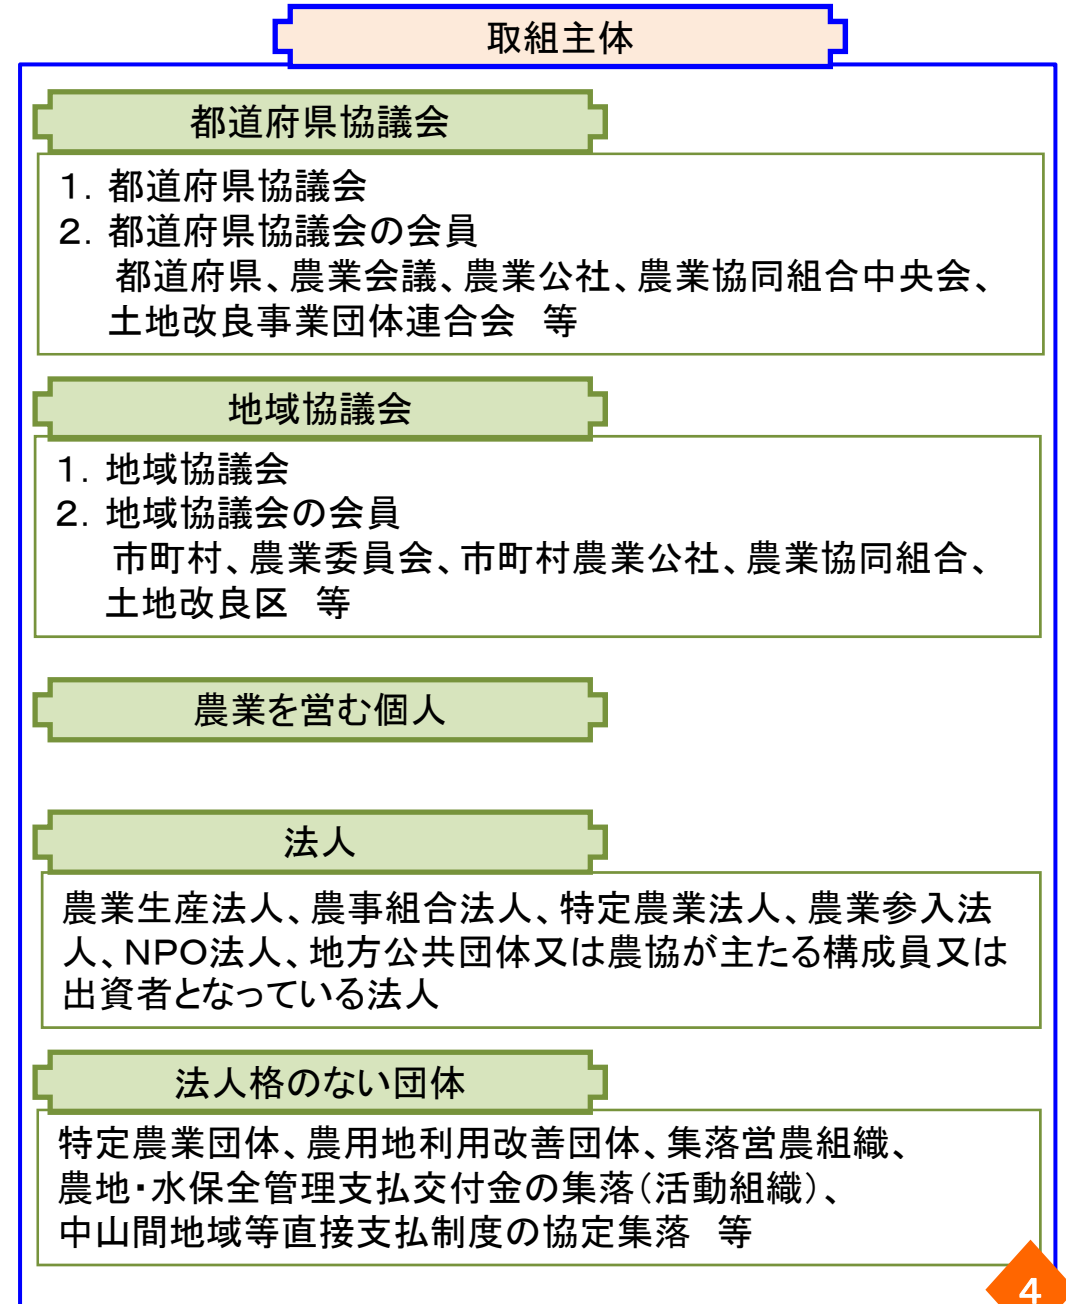 取組主体
都道府県協議会
１．都道府県協議会
２．都道府県協議会の会員
都道府県、農業会議、農業公社、農業協同組合中央会、
土地改良事業団体連合会　等
地域協議会
１．地域協議会
２．地域協議会の会員
市町村、農業委員会、市町村農業公社、農業協同組合、
土地改良区　等
農業を営む個人
法人
農業生産法人、農事組合法人、特定農業法人、農業参入法
人、ＮＰＯ法人、地方公共団体又は農協が主たる構成員又は
出資者となっている法人
法人格のない団体
特定農業団体、農用地利用改善団体、集落営農組織、
農地・水保全管理支払交付金の集落（活動組織）、
中山間地域等直接支払制度の協定集落　等
4